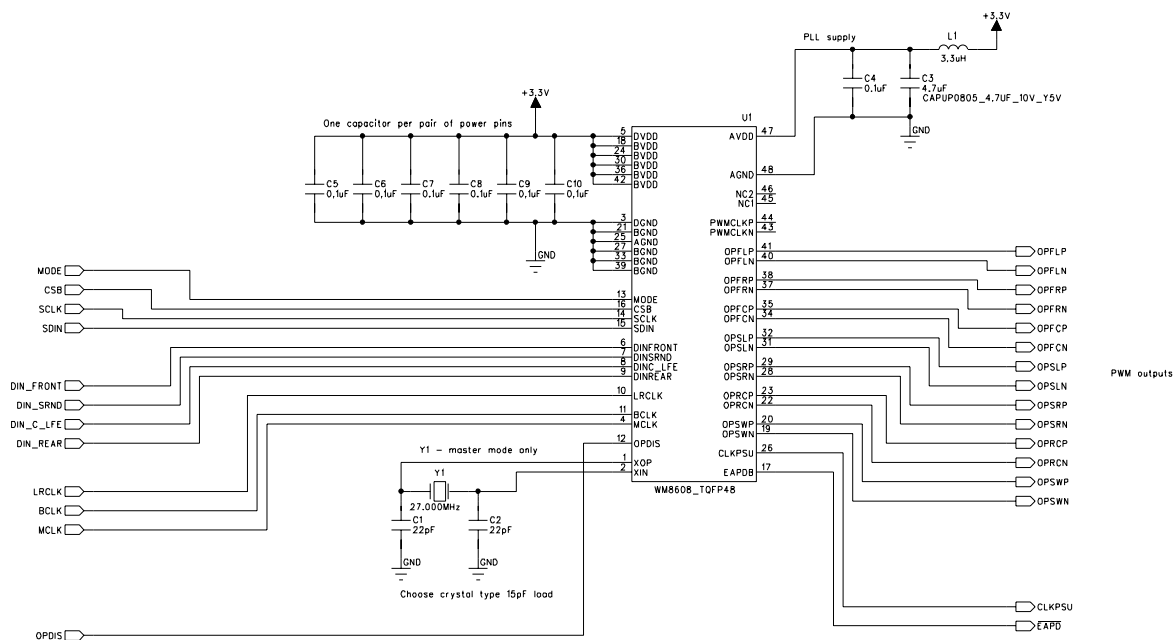 +3.3V
PLL supply
L1
3.3uH
C4
0.1uF
C3
4.7uF
CAPUP0805_4.7UF_10V_Y5V
GND
+3.3V
One capacitor per pair of power pins
C5
0,1uF
C6
0,1uF
C7
0.1uF
C8
0.1uF
C9
0,1uF
C10
0,1uF
GND
U1
5 DVDD
18 BVDD
24 BVDD
30 BVDD
36 BVDD
42 BVDD
3 DGND
21 BGND
25 AGND
27 BGND
33 BGND
39 BGND
13 MODE
16 CSB
14 SCLK
15 SDIN
6 DINFRONT
7 DINSRND
8 DINC_LFE
9 DINREAR
10 LRCLK
11 BCLK
4 MCLK
12 OPDIS
1 XOP
2 XIN
AVDD 47
AGND 48
NC2 46
NC1 45
PWMCLKP 44
PWMCLKN 43
OPFLP 41
OPFLN 40
OPFRP 38
OPFRN 37
OPFCP 35
OPFCN 34
OPSLP 32
OPSLN 31
OPSRP 29
OPSRN 28
OPRCP 23
OPRCN 22
OPSWP 20
OPSWN 19
CLKPSU 26
EAPDB 17
WM8608_TQFP48
MODE
CSB
SCLK
SDIN
DIN_FRONT
DIN_SRND
DIN_C_LFE
DIN_REAR
LRCLK
BCLK
MCLK
OPDIS
Y1 - master mode only
Y1
27.000MHz
C1
22pF
C2
22pF
GND
GND
Choose crystal type 15pF load
OPFLP
OPFLN
OPFRP
OPFRN
OPFCP
OPFCN
OPSLP
OPSLN
OPSRP
OPSRN
OPRCP
OPRCN
OPSWP
OPSWN
PWM outputs
CLKPSU
EAPD